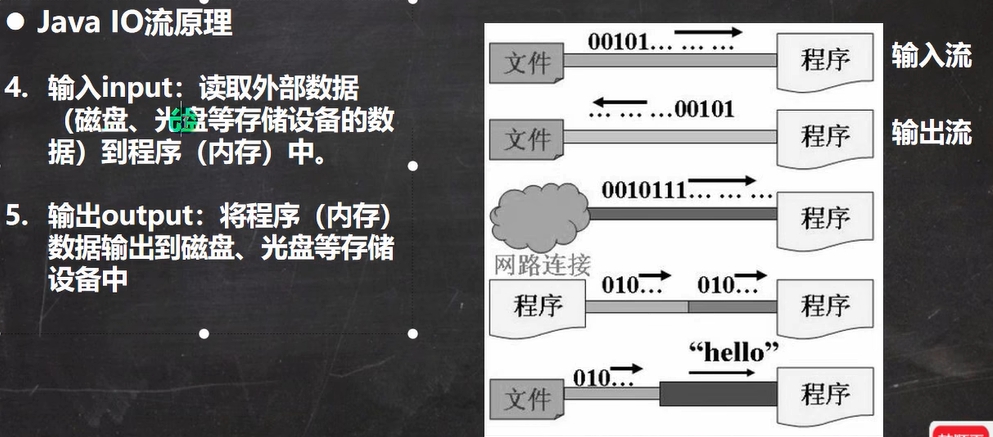 ● Java IO流原理
4. 输入input：读取外部数据
（磁盘、光盘等存储设备的数
据）到程序（内存）中。
5. 输出output：将程序（内存）
数据输出到磁盘、光盘等存储
设备中
00101... ... ...
文件
程序
输入流
... ... ...00101
文件
程序
输出流
0010111... ... ...
程序
网路连接
010...
010...
程序
程序
“hello”
010...
文件
程序